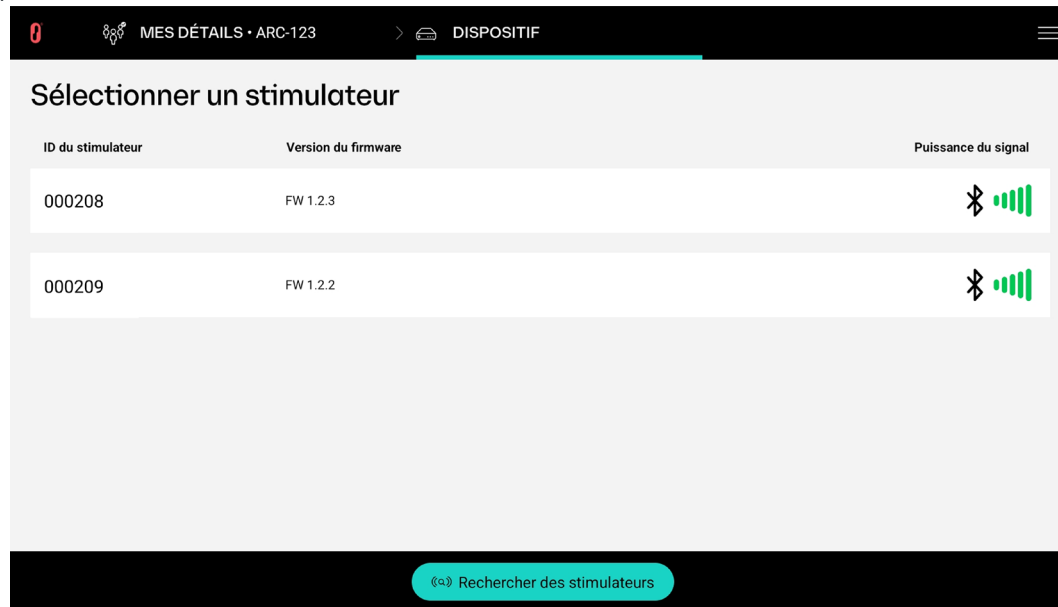 MES DÉTAILS • ARC-123 > DISPOSITIF
Sélectionner un stimulateur
ID du stimulateur Version du firmware Puissance du signal
000208 FW 1.2.3
000209 FW 1.2.2
Rechercher des stimulateurs